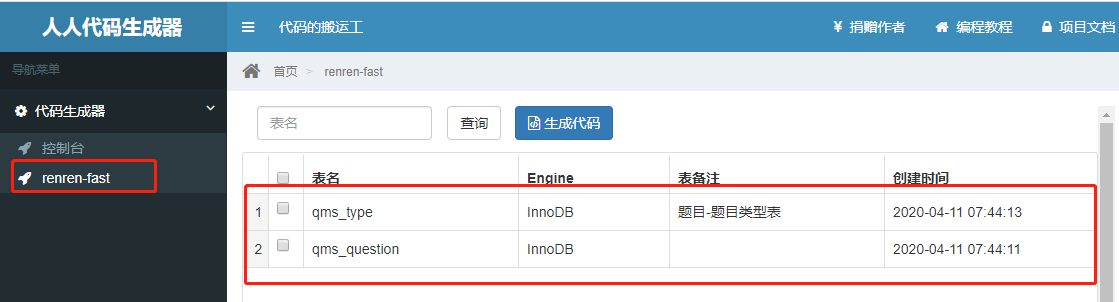 人人代码生成器
代码的搬运工
¥ 捐赠作者
编程教程
项目文档
导航菜单
首页 > renren-fast
代码生成器
控制台
renren-fast
表名 查询 生成代码
表名 Engine 表备注 创建时间
1 qms_type InnoDB 题目-题目类型表 2020-04-11 07:44:13
2 qms_question InnoDB 2020-04-11 07:44:11